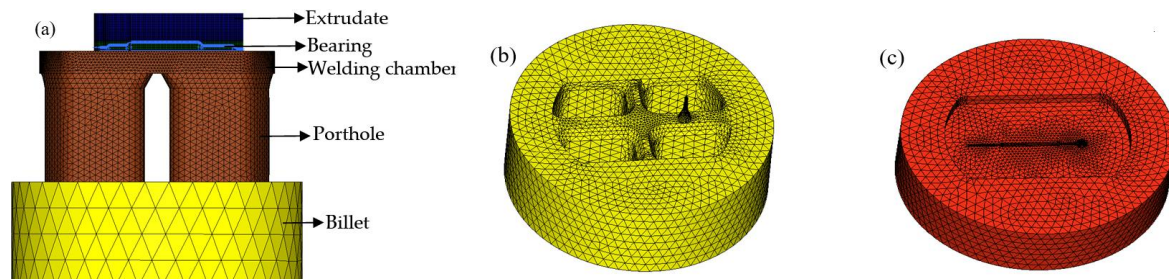 (a)
Extrudate
Bearing
Welding chamber
Porthole
Billet
(b)
(c)